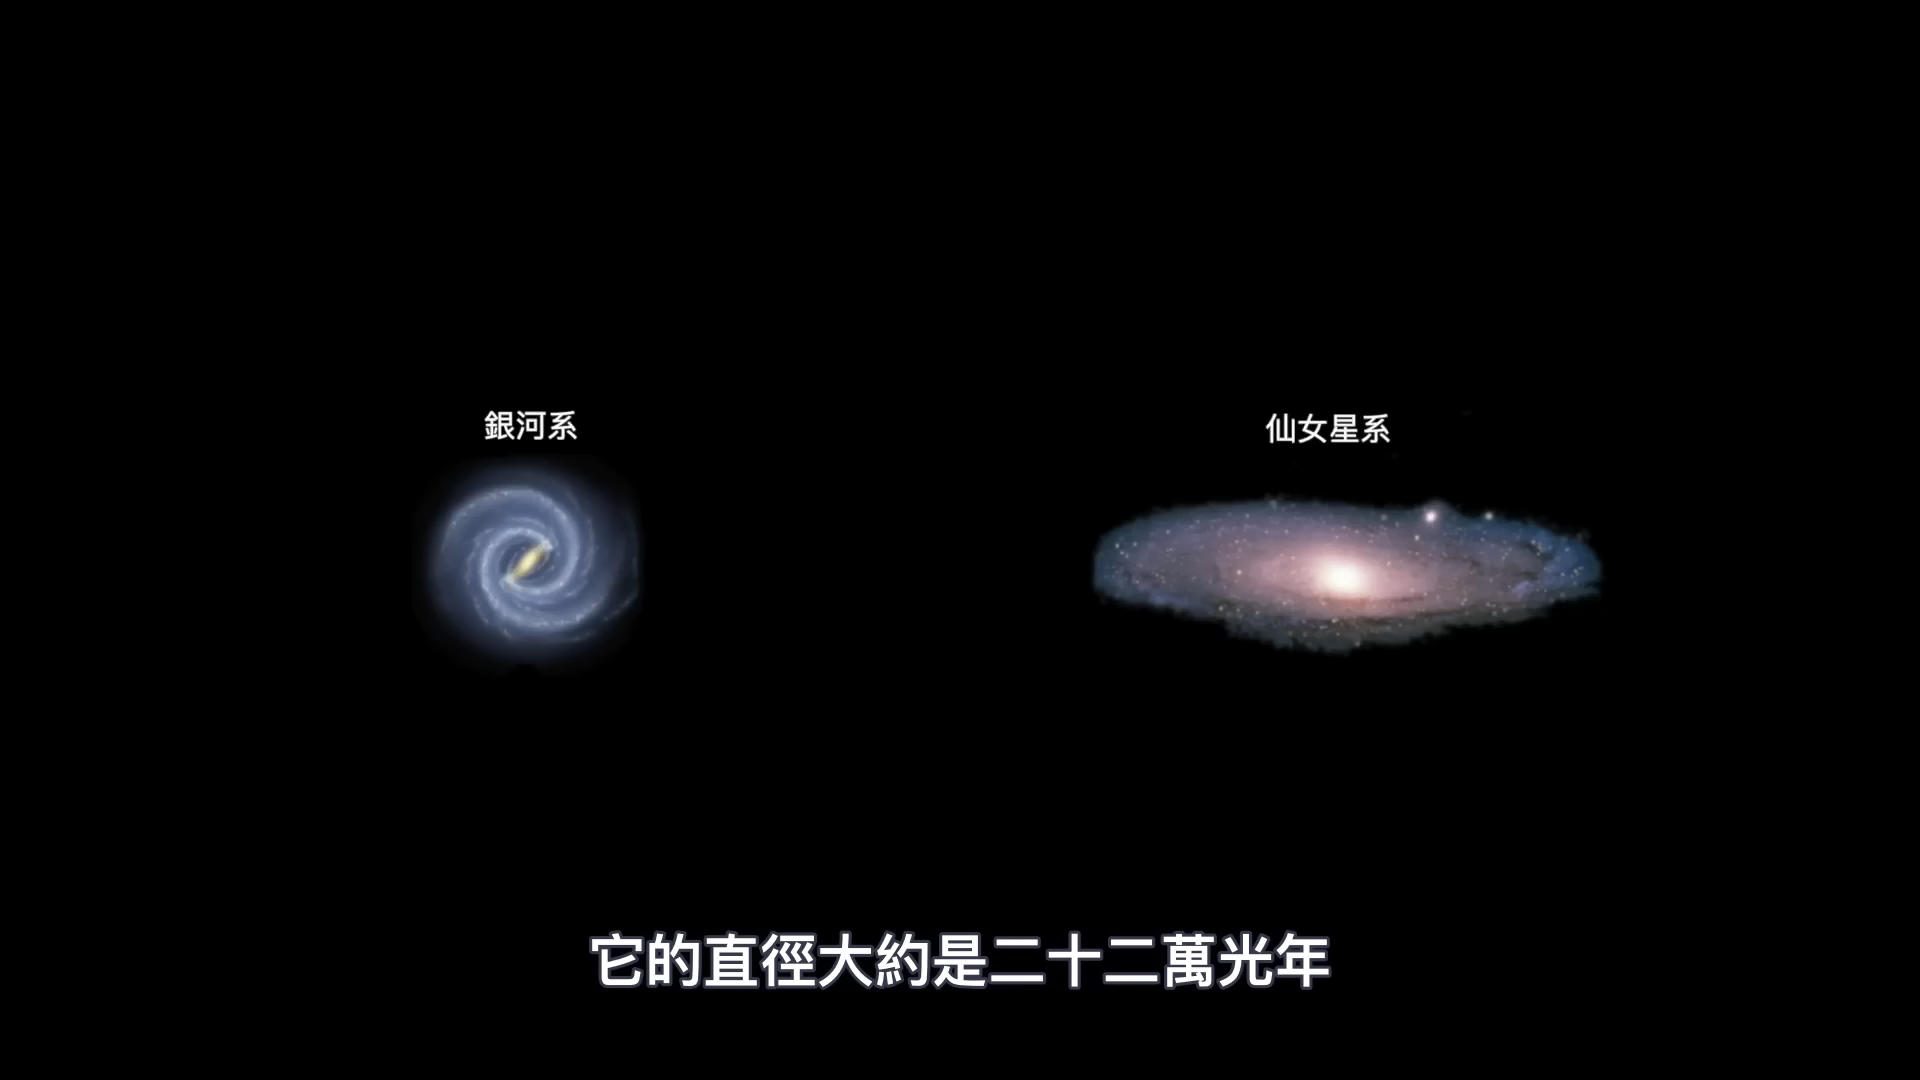 銀河系
仙女星系
它的直徑大約是二十二萬光年